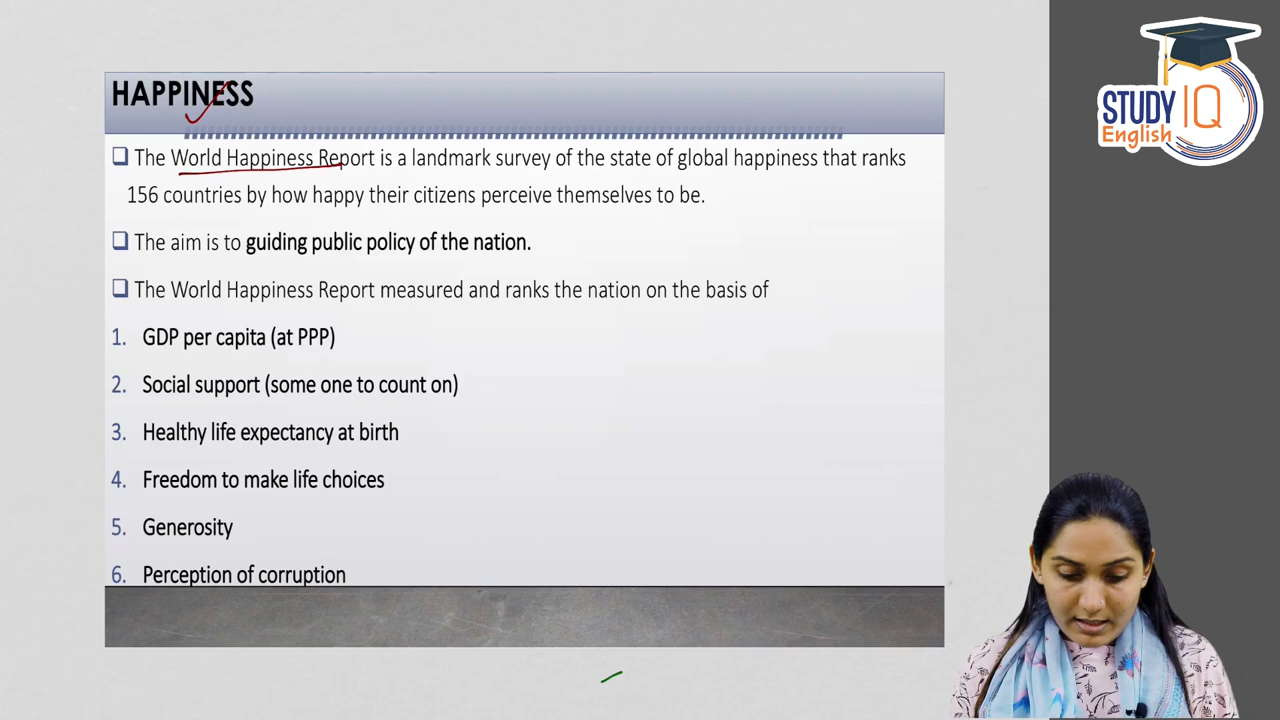 HAPPINESS
The World Happiness Report is a landmark survey of the state of global happiness that ranks
156 countries by how happy their citizens perceive themselves to be.
The aim is to guiding public policy of the nation.
The World Happiness Report measured and ranks the nation on the basis of
1. GDP per capita (at PPP)
2. Social support (some one to count on)
3. Healthy life expectancy at birth
4. Freedom to make life choices
5. Generosity
6. Perception of corruption
STUDY IQ
English